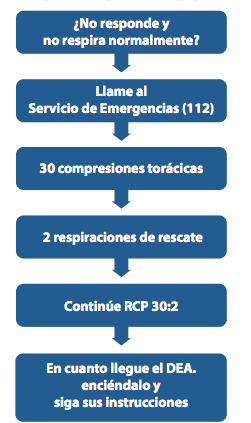 ¿No responde y
no respira normalmente?
Llame al
Servicio de Emergencias (112)
30 compresiones torácicas
2 respiraciones de rescate
Continúe RCP 30:2
En cuanto llegue el DEA.
enciéndalo y
siga sus instrucciones